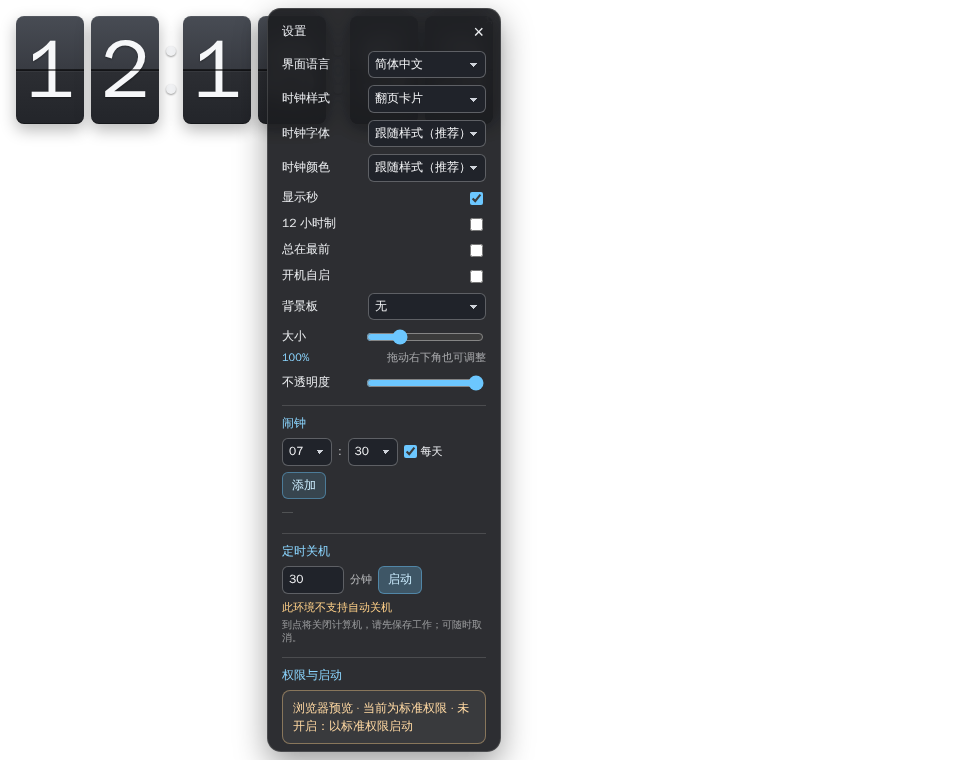 12:1
设置 ×
界面语言 简体中文
时钟样式 翻页卡片
时钟字体 跟随样式（推荐）
时钟颜色 跟随样式（推荐）
显示秒
12 小时制
总在最前
开机自启
背景板 无
大小
100% 拖动右下角也可调整
不透明度
闹钟
07 : 30 每天
添加
—
定时关机
30 分钟 启动
此环境不支持自动关机
到点将关闭计算机，请先保存工作；可随时取
消。
权限与启动
浏览器预览 · 当前为标准权限 · 未
开启：以标准权限启动